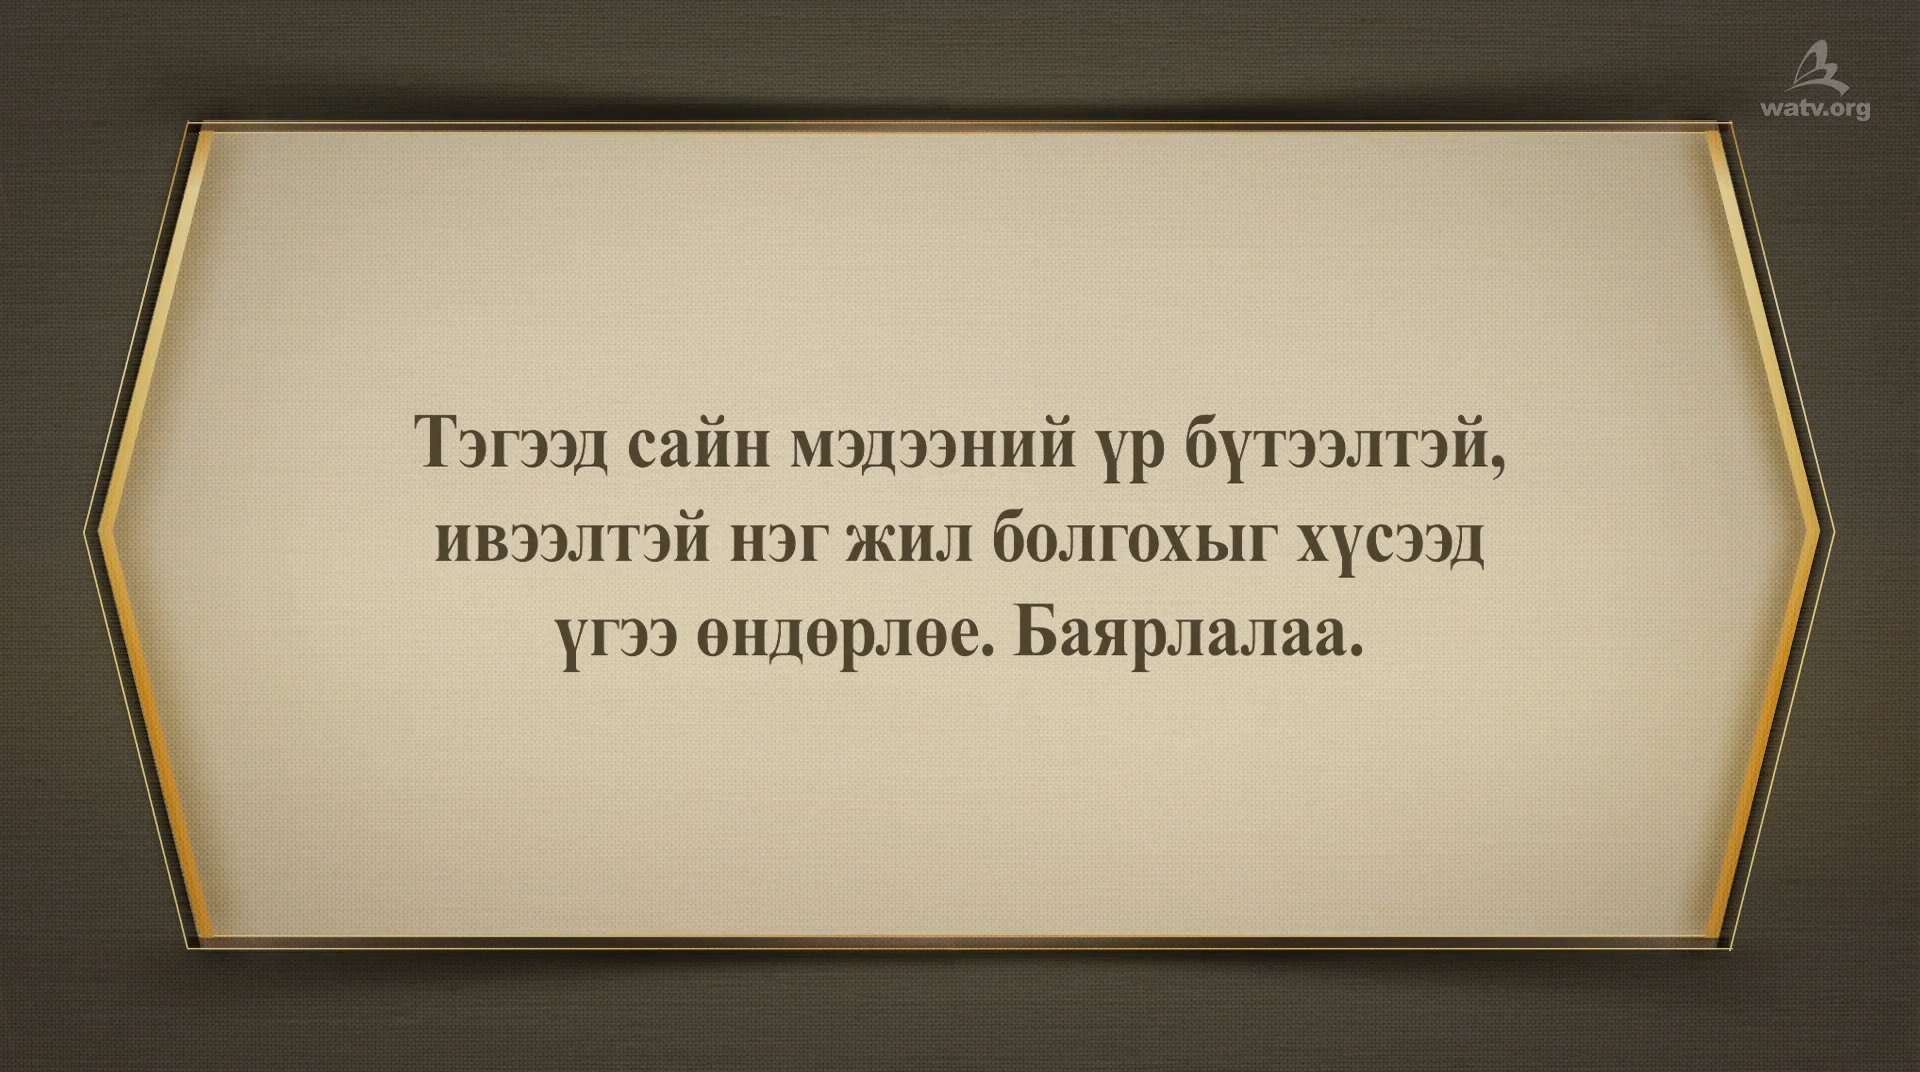 watv.org
Тэгээд сайн мэдээний үр бүтээлтэй,
ивээлтэй нэг жил болгохыг хүсээд
үгээ өндөрлөе. Баярлалаа.